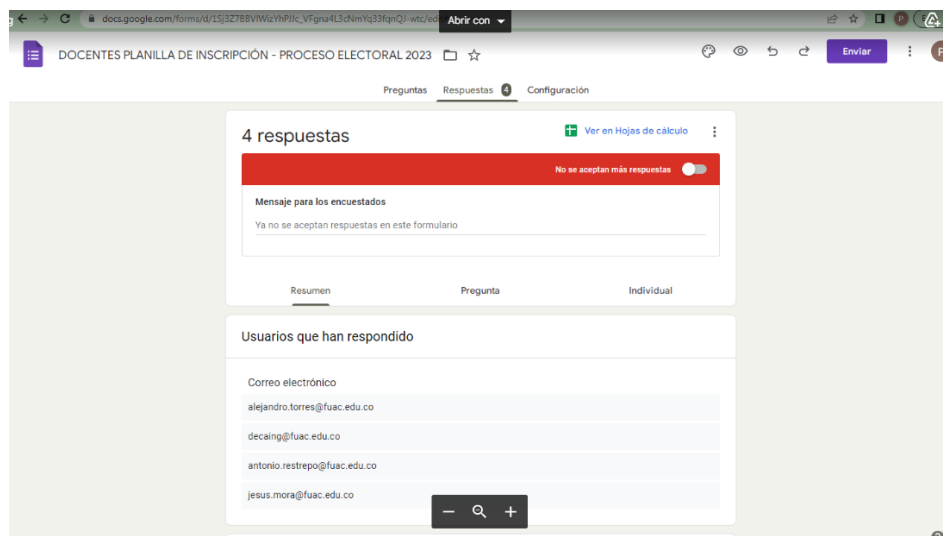 docs.google.com/forms/d/1Sj3Z7BBVlWizYhPJJc_VFgna4L3cNmYq33fqnQJ-wtc/ed
Abrir con
DOCENTES PLANILLA DE INSCRIPCIÓN - PROCESO ELECTORAL 2023
Enviar
Preguntas Respuestas 4 Configuración
4 respuestas
Ver en Hojas de cálculo
No se aceptan más respuestas
Mensaje para los encuestados
Ya no se aceptan respuestas en este formulario
Resumen Pregunta Individual
Usuarios que han respondido
Correo electrónico
alejandro.torres@fuac.edu.co
decaing@fuac.edu.co
antonio.restrepo@fuac.edu.co
jesus.mora@fuac.edu.co